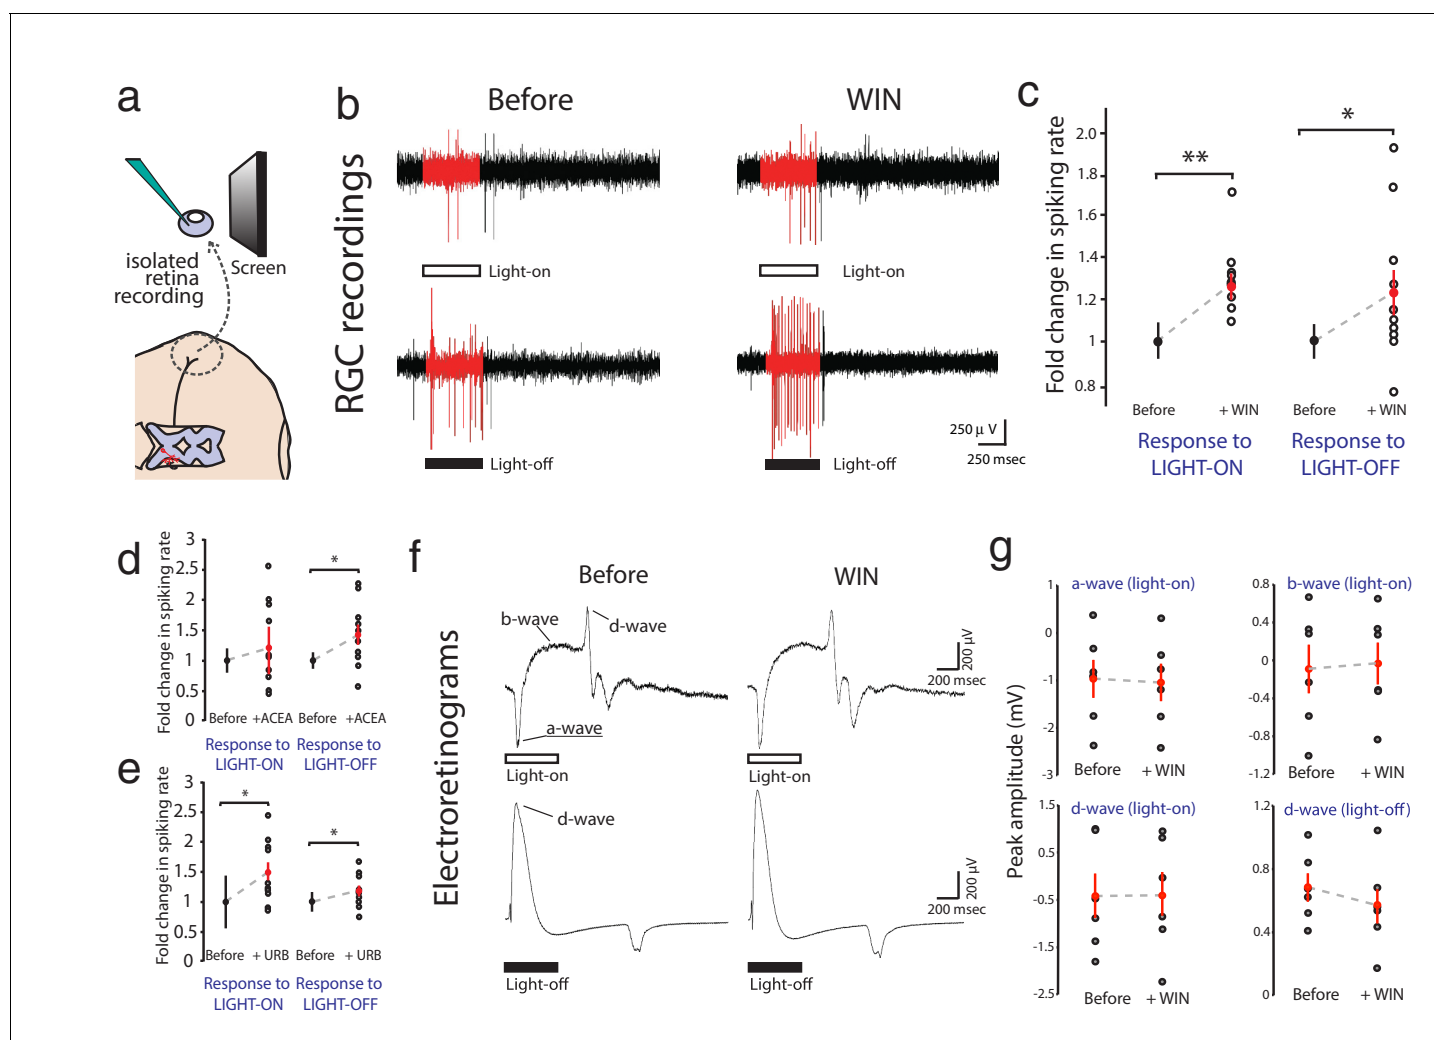 a
isolated
retina
recording
Screen
b
Before
WIN
RGC recordings
Light-on
Light-on
Light-off
Light-off
250 μ V
250 msec
c
Fold change in spiking rate
2.0
1.8
1.6
1.4
1.2
1
0.8
**
*
Before
+ WIN
Before
+ WIN
Response to
LIGHT-ON
Response to
LIGHT-OFF
d
Fold change in spiking rate
3
2.5
2
1.5
1
0.5
0
*
Before
+ACEA
Before
+ACEA
Response to
LIGHT-ON
Response to
LIGHT-OFF
e
Fold change in spiking rate
3
2.5
2
1.5
1
0.5
0
*
*
Before
+ URB
Before
+ URB
Response to
LIGHT-ON
Response to
LIGHT-OFF
f
Before
WIN
Electroretinograms
b-wave
d-wave
a-wave
200 μV
200 msec
Light-on
Light-on
d-wave
200 μV
200 msec
Light-off
Light-off
g
Peak amplitude (mV)
a-wave (light-on)
1
0
-1
-2
-3
Before
+ WIN
b-wave (light-on)
0.8
0.4
0
-0.4
-0.8
-1.2
Before
+ WIN
d-wave (light-on)
1.5
0.5
-0.5
-1.5
-2.5
Before
+ WIN
d-wave (light-off)
1.2
0.8
0.4
0
Before
+ WIN